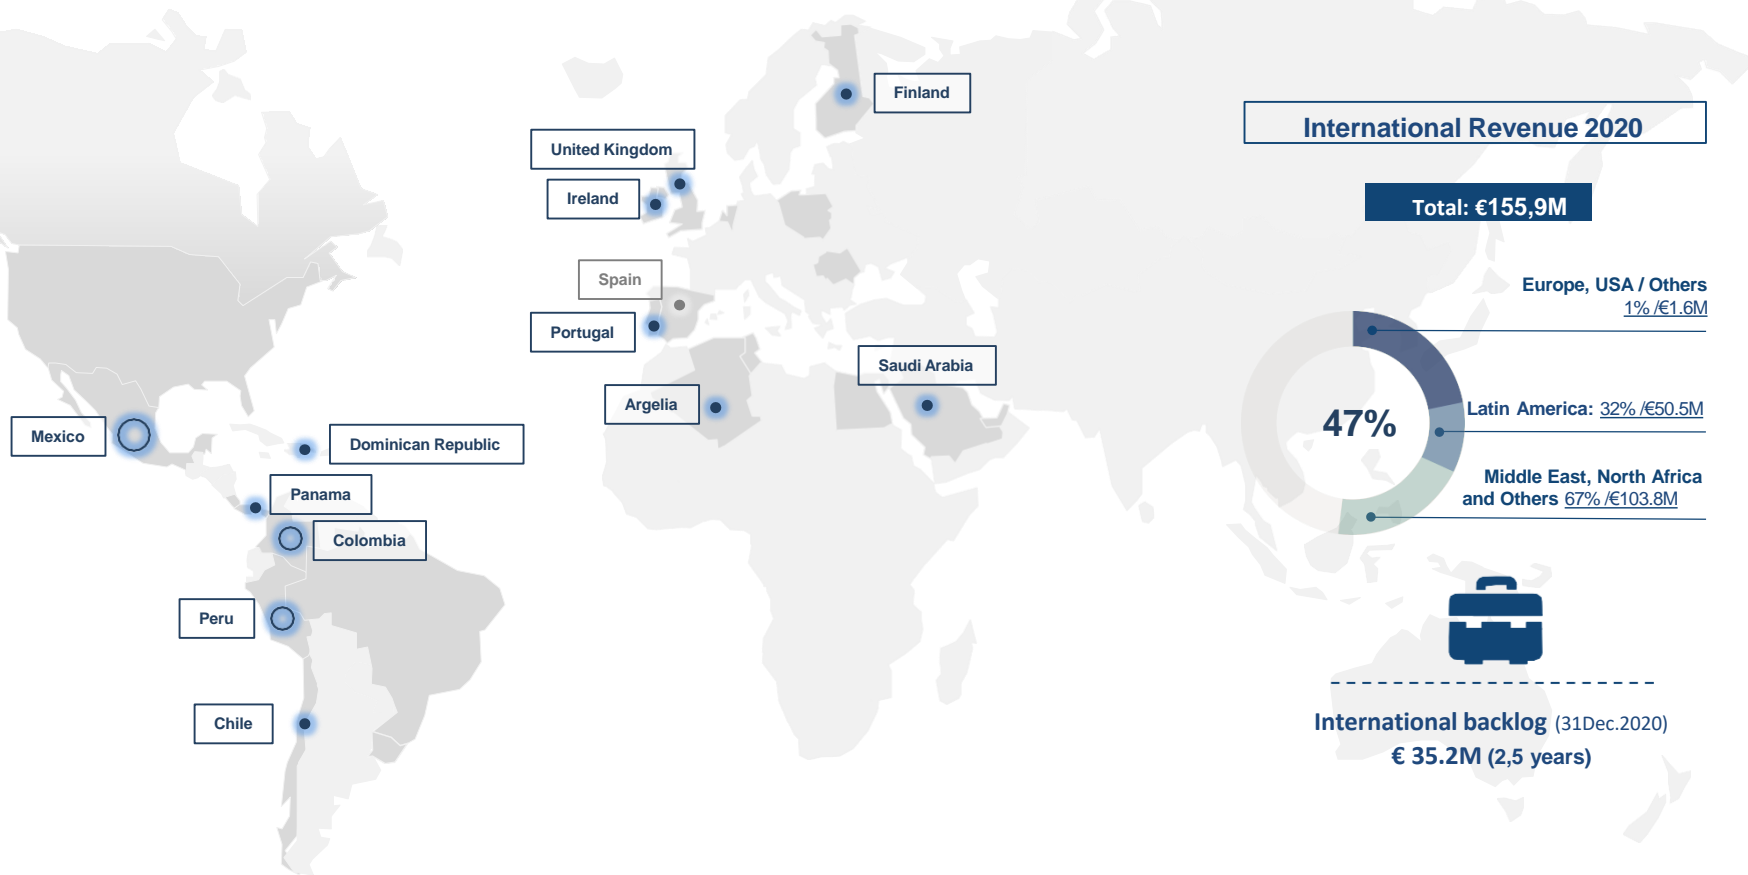 Finland
United Kingdom
Ireland
Spain
Portugal
Saudi Arabia
Argelia
Mexico
Dominican Republic
Panama
Colombia
Peru
Chile
International Revenue 2020
Total: €155,9M
Europe, USA / Others
1% /€1.6M
47%
Latin America: 32% /€50.5M
Middle East, North Africa
and Others 67% /€103.8M
International backlog (31Dec.2020)
€ 35.2M (2,5 years)